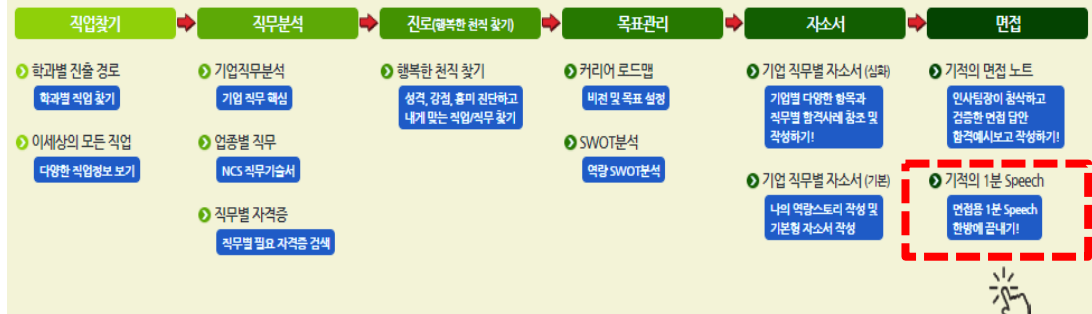 직업찾기
직무분석
진로(행복한 천직 찾기)
목표관리
자소서
면접
학과별 진출 경로
학과별 직업 찾기
이세상의 모든 직업
다양한 직업정보 보기
기업직무분석
기업 직무 핵심
업종별 직무
NCS 직무기술서
직무별 자격증
직무별 필요 자격증 검색
행복한 천직 찾기
성격, 강점, 흥미 진단하고
내게 맞는 직업/직무 찾기
커리어 로드맵
비전 및 목표 설정
SWOT분석
역량 SWOT분석
기업 직무별 자소서 (심화)
기업별 다양한 항목과
직무별 합격사례 참조 및
작성하기!
기업 직무별 자소서 (기본)
나의 역량스토리 작성 및
기본형 자소서 작성
기적의 면접 노트
인사팀장이 첨삭하고
검증한 면접 답안
합격예시보고 작성하기!
기적의 1분 Speech
면접용 1분 Speech
한방에 끝내기!